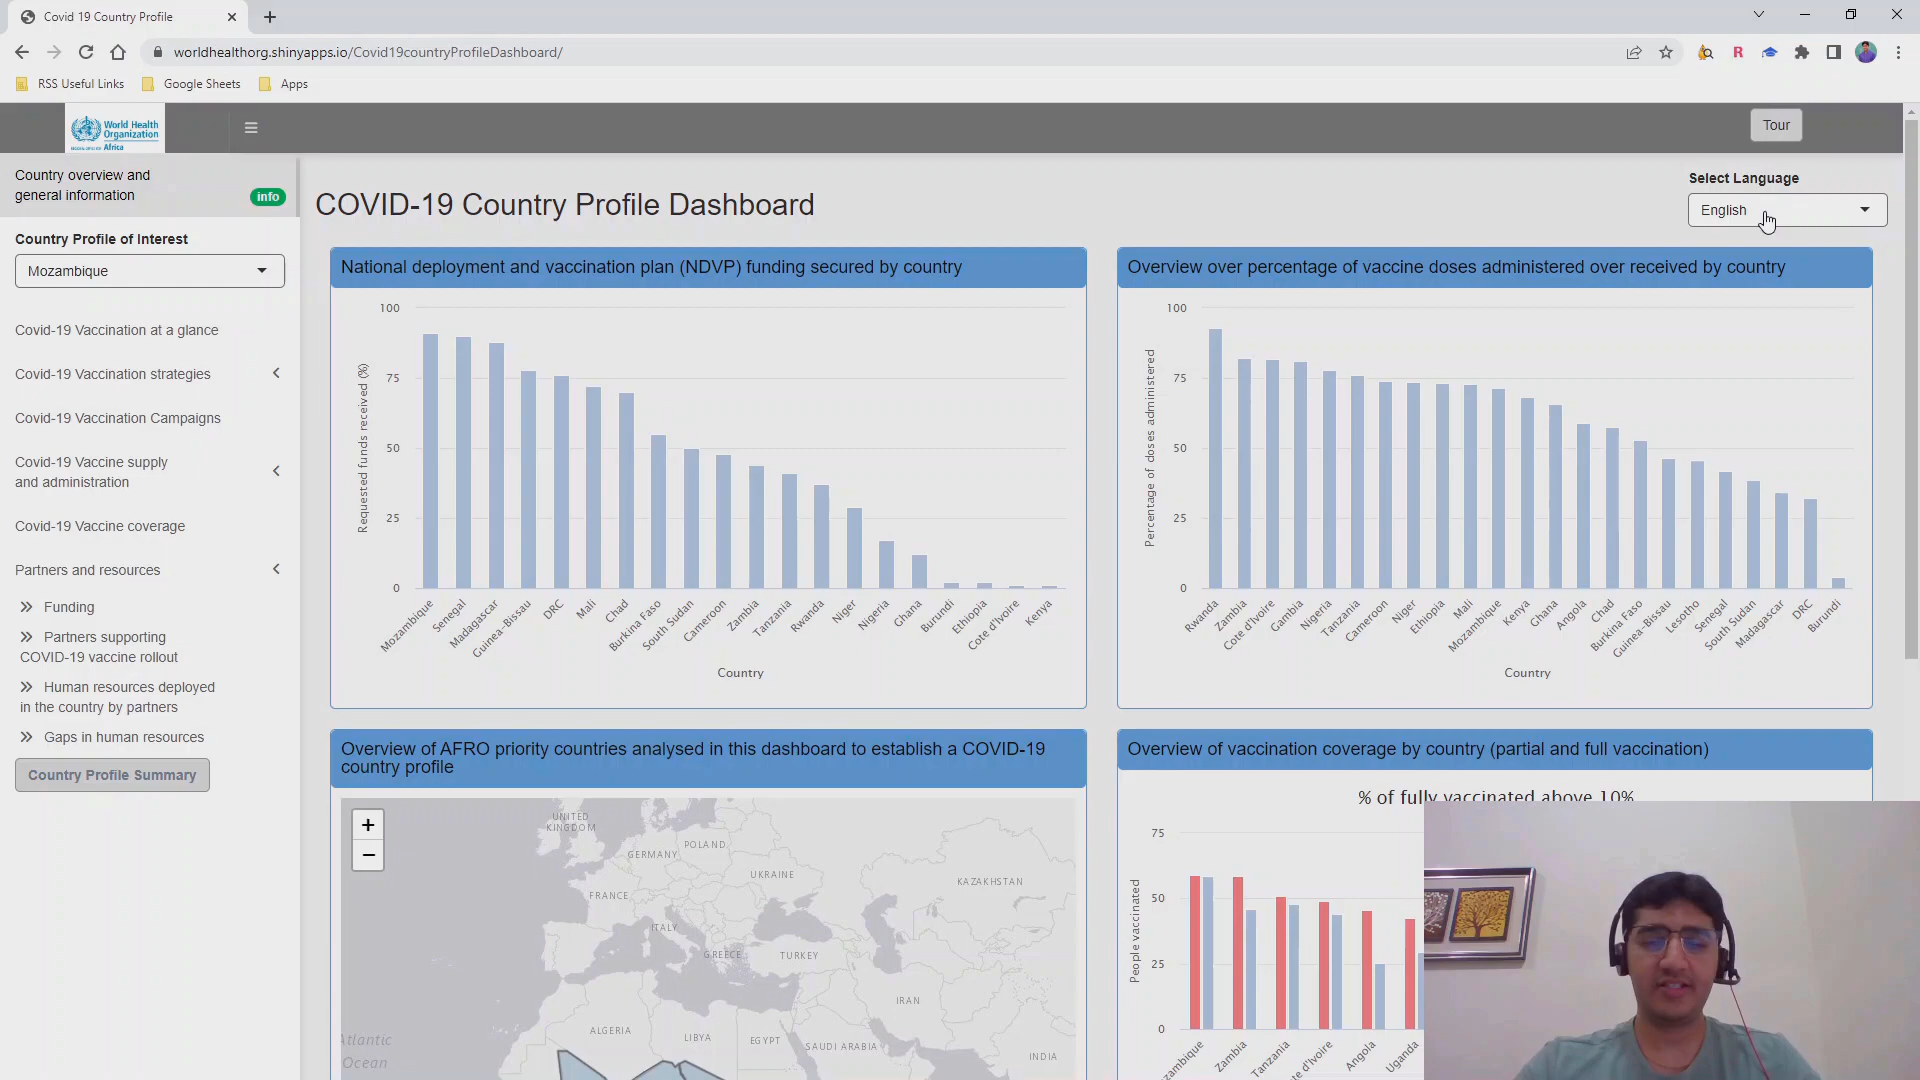 Covid 19 Country Profile
worldhealthorg.shinyapps.io/Covid19countryProfileDashboard/
RSS Useful Links
Google Sheets
Apps
World Health
Organization
Africa
Tour
Country overview and
general information
info
Country Profile of Interest
Mozambique
Covid-19 Vaccination at a glance
Covid-19 Vaccination strategies
Covid-19 Vaccination Campaigns
Covid-19 Vaccine supply
and administration
Covid-19 Vaccine coverage
Partners and resources
Funding
Partners supporting
COVID-19 vaccine rollout
Human resources deployed
in the country by partners
Gaps in human resources
Country Profile Summary
COVID-19 Country Profile Dashboard
Select Language
English
National deployment and vaccination plan (NDVP) funding secured by country
Requested funds received (%)
100
75
50
25
0
Mozambique
Senegal
Madagascar
Guinea-Bissau
DRC
Mali
Chad
Burkina Faso
South Sudan
Cameroon
Zambia
Tanzania
Rwanda
Niger
Nigeria
Ghana
Burundi
Ethiopia
Cote d'Ivoire
Kenya
Country
Overview over percentage of vaccine doses administered over received by country
Percentage of doses administered
100
75
50
25
0
Rwanda
Zambia
Cote d'Ivoire
Gambia
Nigeria
Tanzania
Cameroon
Niger
Ethiopia
Mali
Mozambique
Kenya
Ghana
Angola
Chad
Burkina Faso
Guinea-Bissau
Lesotho
Senegal
South Sudan
Madagascar
DRC
Burundi
Country
Overview of AFRO priority countries analysed in this dashboard to establish a COVID-19
country profile
+
−
UNITED
KINGDOM
POLAND
GERMANY
UKRAINE
KAZAKHSTAN
FRANCE
ITALY
GREECE
TURKEY
IRAN
ALGERIA
LIBYA
EGYPT
SAUDI ARABIA
INDIA
Atlantic
Ocean
Overview of vaccination coverage by country (partial and full vaccination)
% of fully vaccinated above 10%
People vaccinated
75
50
25
0
zambique
Zambia
Tanzania
te d'Ivoire
Angola
Uganda